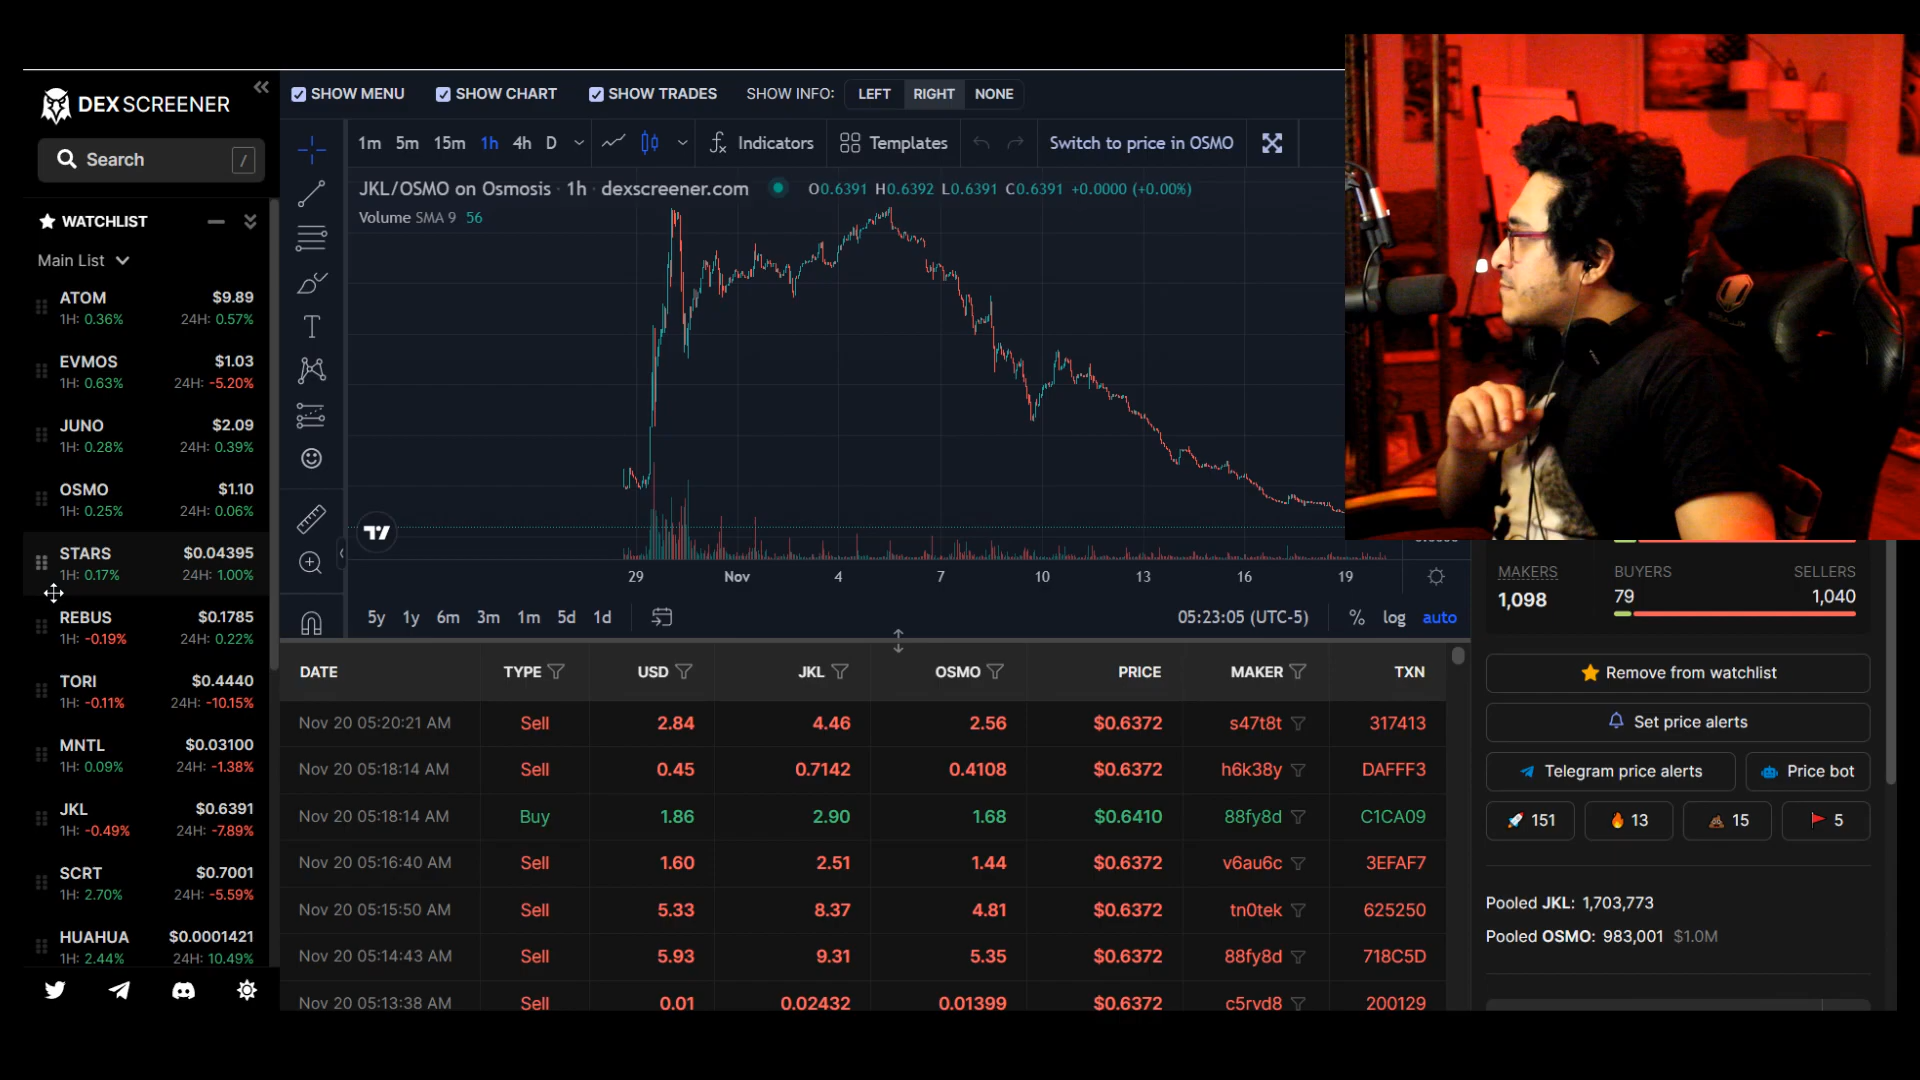 DEX SCREENER
Search /
WATCHLIST
Main List
ATOM $9.89
1H: 0.36% 24H: 0.57%
EVMOS $1.03
1H: 0.63% 24H: -5.20%
JUNO $2.09
1H: 0.28% 24H: 0.39%
OSMO $1.10
1H: 0.25% 24H: 0.06%
STARS $0.04395
1H: 0.17% 24H: 1.00%
REBUS $0.1785
1H: -0.19% 24H: 0.22%
TORI $0.4440
1H: -0.11% 24H: -10.15%
MNTL $0.03100
1H: 0.09% 24H: -1.38%
JKL $0.6391
1H: -0.49% 24H: -7.89%
SCRT $0.7001
1H: 2.70% 24H: -5.59%
HUAHUA $0.0001421
1H: 2.44% 24H: 10.49%
SHOW MENU SHOW CHART SHOW TRADES SHOW INFO: LEFT RIGHT NONE
1m 5m 15m 1h 4h D Indicators Templates Switch to price in OSMO
JKL/OSMO on Osmosis · 1h · dexscreener.com O0.6391 H0.6392 L0.6391 C0.6391 +0.0000 (+0.00%)
Volume SMA 9 56
29 Nov 4 7 10 13 16 19
5y 1y 6m 3m 1m 5d 1d 05:23:05 (UTC-5) % log auto
DATE TYPE USD JKL OSMO PRICE MAKER TXN
Nov 20 05:20:21 AM Sell 2.84 4.46 2.56 $0.6372 s47t8t 317413
Nov 20 05:18:14 AM Sell 0.45 0.7142 0.4108 $0.6372 h6k38y DAFFF3
Nov 20 05:18:14 AM Buy 1.86 2.90 1.68 $0.6410 88fy8d C1CA09
Nov 20 05:16:40 AM Sell 1.60 2.51 1.44 $0.6372 v6au6c 3EFAF7
Nov 20 05:15:50 AM Sell 5.33 8.37 4.81 $0.6372 tn0tek 625250
Nov 20 05:14:43 AM Sell 5.93 9.31 5.35 $0.6372 88fy8d 718C5D
Nov 20 05:13:38 AM Sell 0.01 0.02432 0.01399 $0.6372 c5rvd8 200129
MAKERS BUYERS SELLERS
1,098 79 1,040
Remove from watchlist
Set price alerts
Telegram price alerts Price bot
151 13 15 5
Pooled JKL: 1,703,773
Pooled OSMO: 983,001 $1.0M